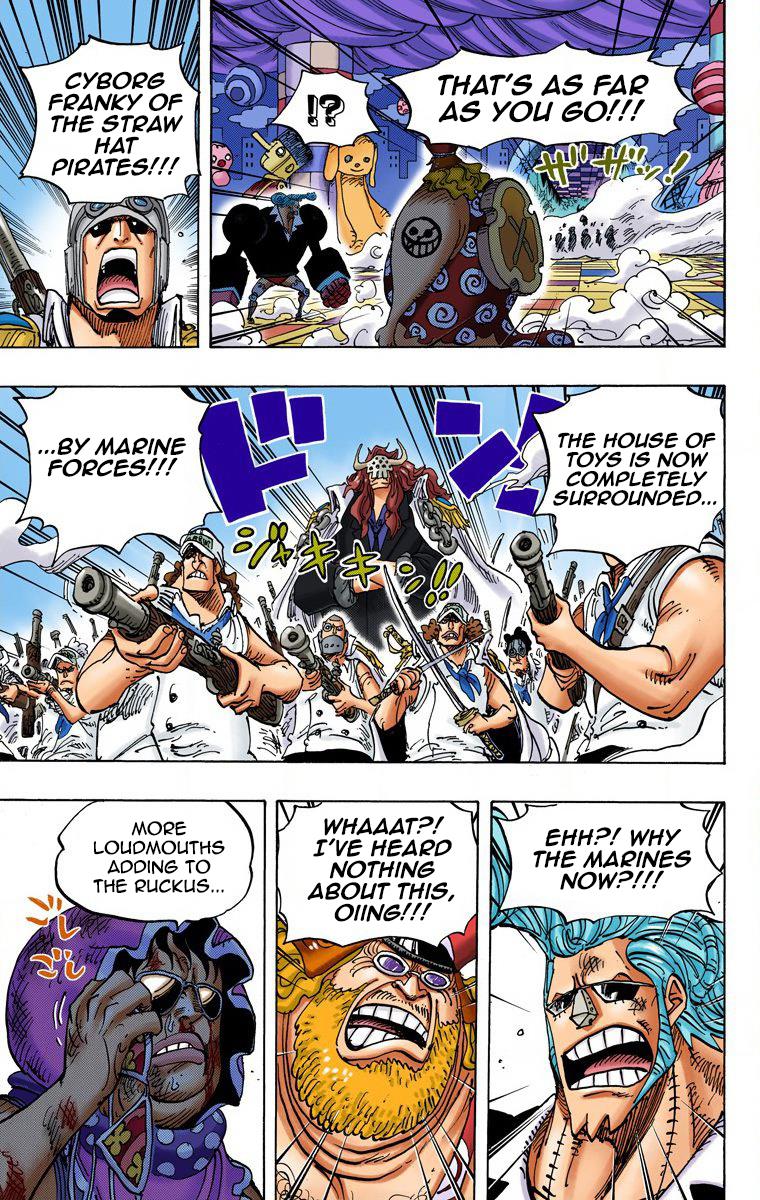 THAT'S AS FAR
AS YOU GO!!!
!?
ザザザッ!
CYBORG
FRANKY OF
THE STRAW
HAT
PIRATES!!!
THE HOUSE OF
TOYS IS NOW
COMPLETELY
SURROUNDED...
ドン
ジャキキン!!
...BY MARINE
FORCES!!!
EHH?! WHY
THE MARINES
NOW?!!!
WHAAAT?!
I'VE HEARD
NOTHING
ABOUT THIS,
OIING!!!
MORE
LOUDMOUTHS
ADDING TO
THE RUCKUS...